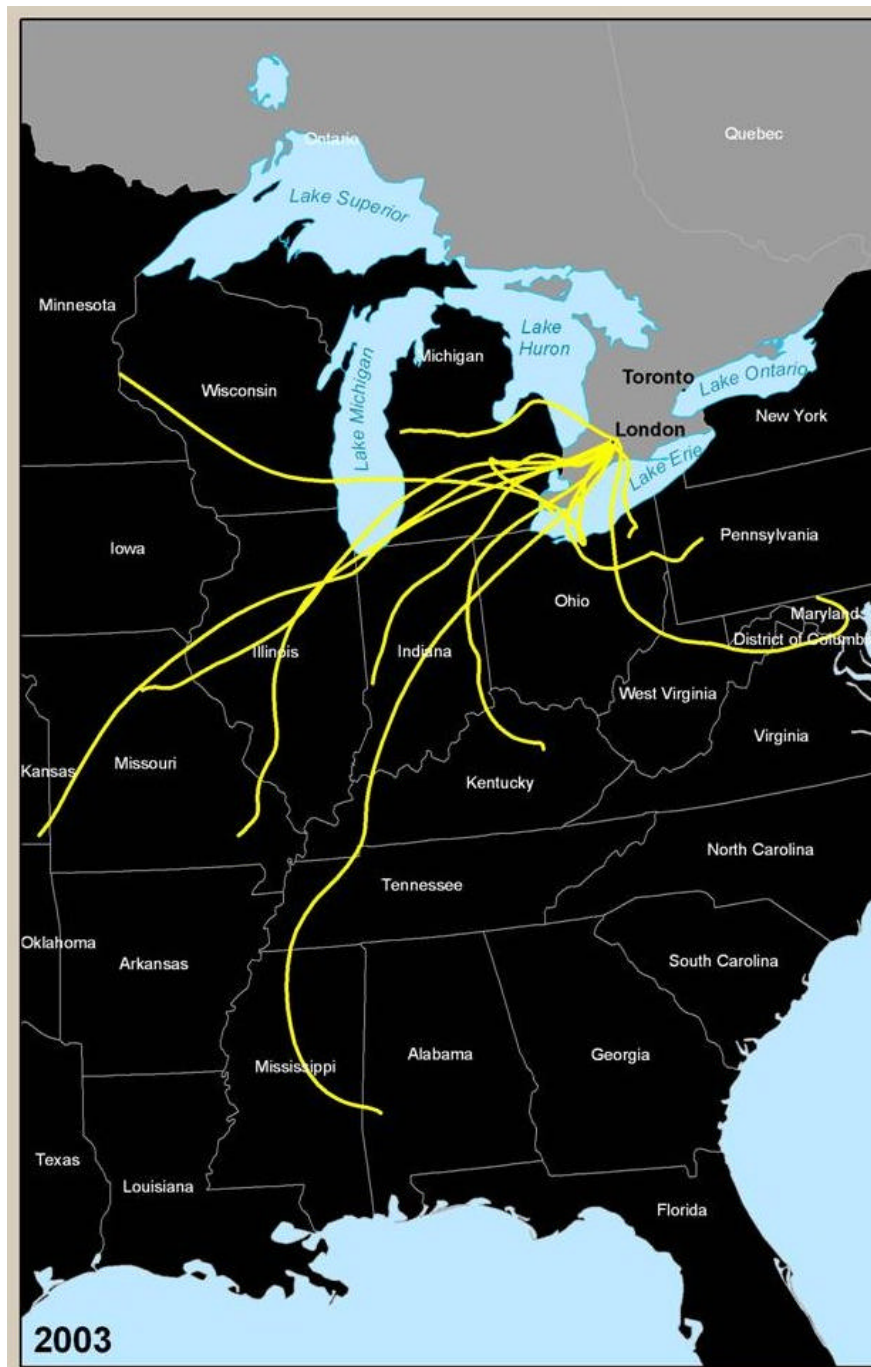 Ontario
Quebec
Lake Superior
Minnesota
Lake
Huron
Michigan
Lake Michigan
Wisconsin
Toronto
Lake Ontario
New York
London
Lake Erie
Iowa
Pennsylvania
Ohio
Maryland
District of Columb
Illinois
Indiana
West Virginia
Virginia
Kansas
Missouri
Kentucky
North Carolina
Tennessee
Oklahoma
Arkansas
South Carolina
Mississippi
Alabama
Georgia
Texas
Louisiana
Florida
2003